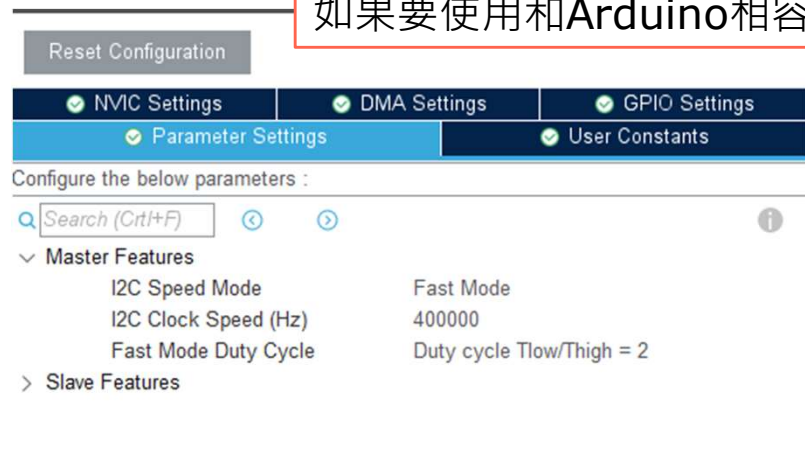 如果要使用和Arduino相容
Reset Configuration
NVIC Settings DMA Settings GPIO Settings
Parameter Settings User Constants
Configure the below parameters :
Search (Crtl+F)
Master Features
I2C Speed Mode Fast Mode
I2C Clock Speed (Hz) 400000
Fast Mode Duty Cycle Duty cycle Tlow/Thigh = 2
Slave Features